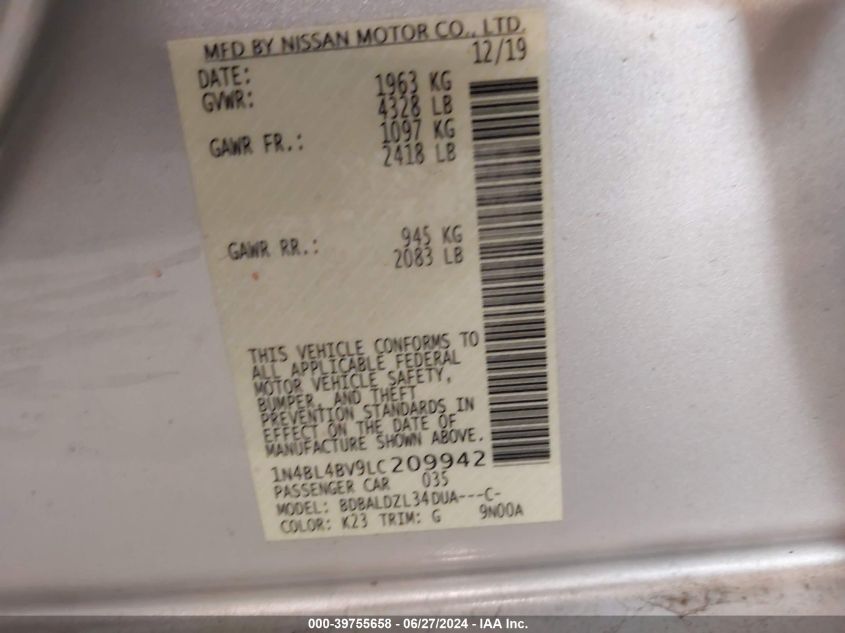 MFD BY NISSAN MOTOR CO., LTD.
DATE: 12/19
GVWR: 1963 KG
4328 LB
GAWR FR.: 1097 KG
2418 LB
GAWR RR.: 945 KG
2083 LB
THIS VEHICLE CONFORMS TO
ALL APPLICABLE FEDERAL
MOTOR VEHICLE SAFETY,
BUMPER, AND THEFT
PREVENTION STANDARDS IN
EFFECT ON THE DATE OF
MANUFACTURE SHOWN ABOVE.
1N4BL4BV9LC209942
PASSENGER CAR 035
MODEL: BDBALDZL34DUA---C-
COLOR: K23 TRIM: G 9N00A
000-39755658 - 06/27/2024 - IAA Inc.